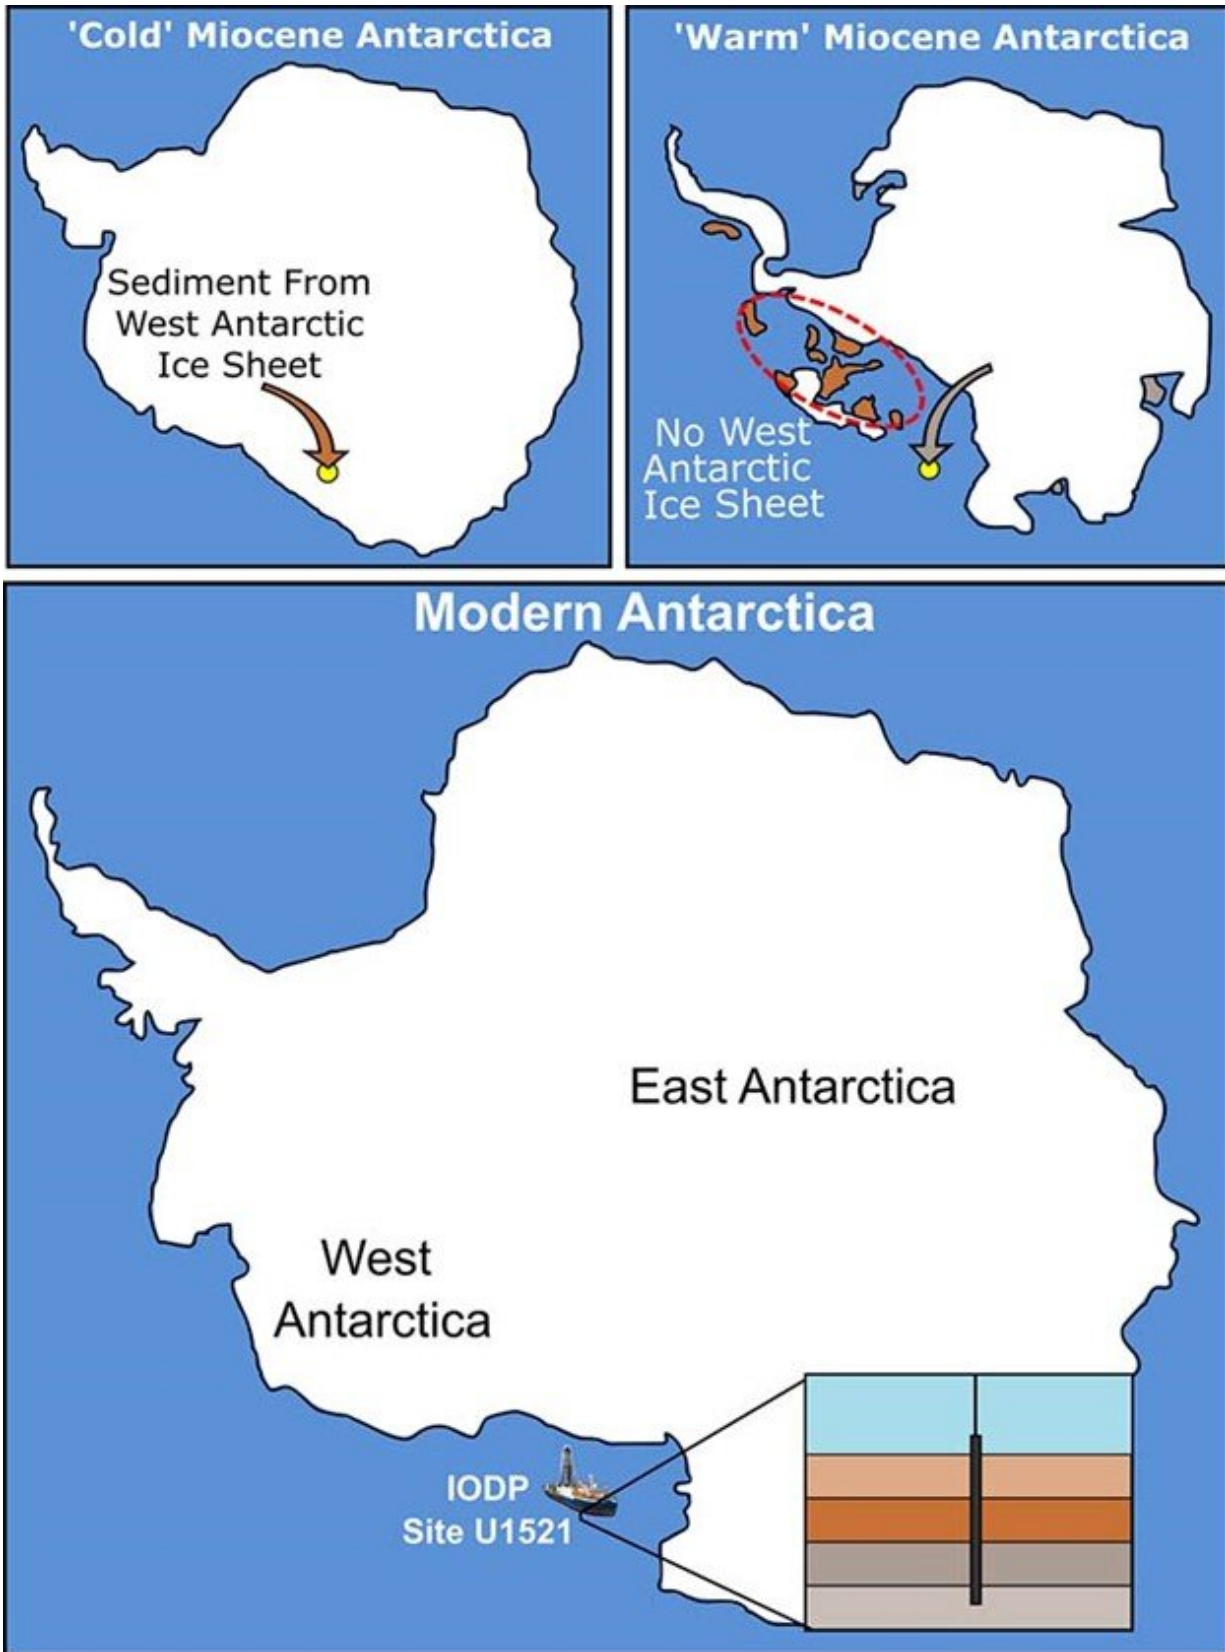 'Cold' Miocene Antarctica
Sediment From
West Antarctic
Ice Sheet
'Warm' Miocene Antarctica
No West
Antarctic
Ice Sheet
Modern Antarctica
East Antarctica
West
Antarctica
IODP
Site U1521